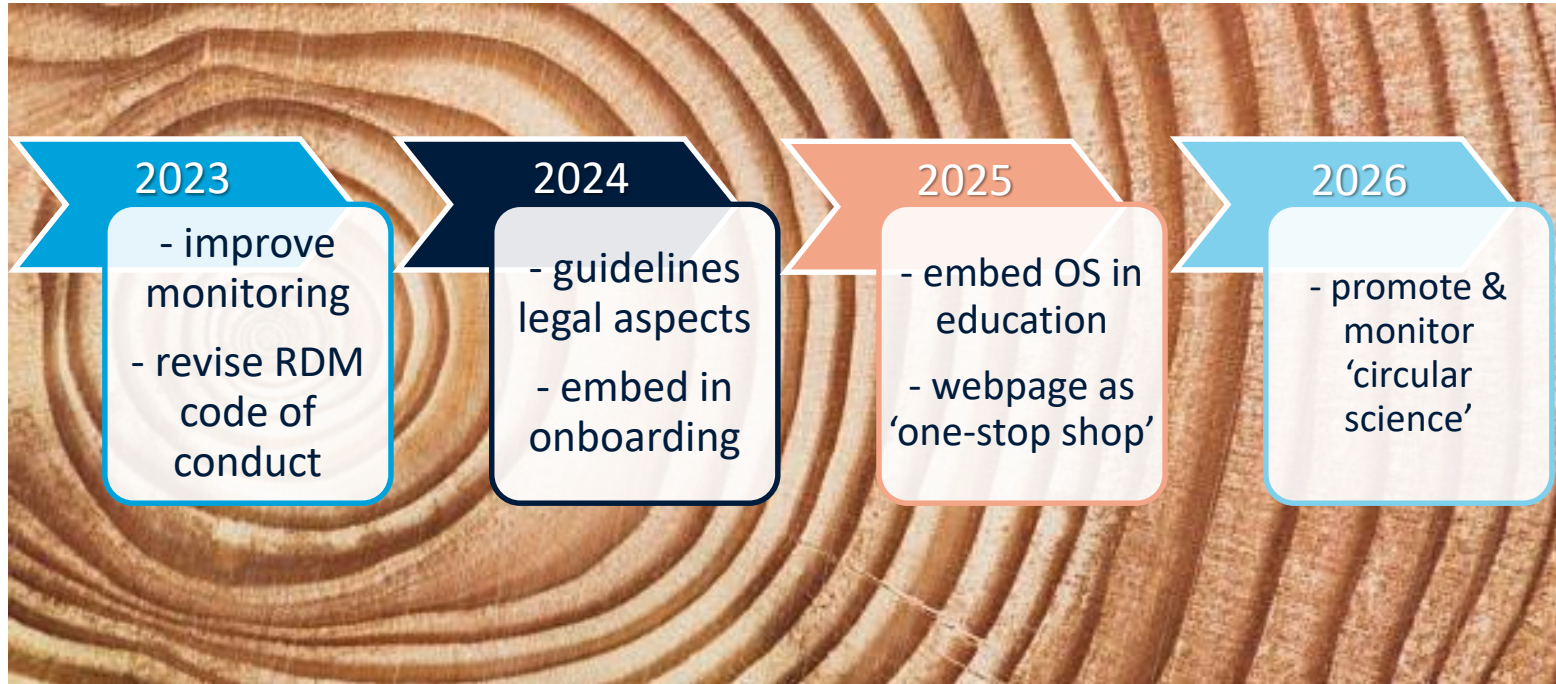 2023
- improve
monitoring
- revise RDM
code of
conduct
2024
- guidelines
legal aspects
- embed in
onboarding
2025
- embed OS in
education
- webpage as
‘one-stop shop’
2026
- promote &
monitor
‘circular
science’